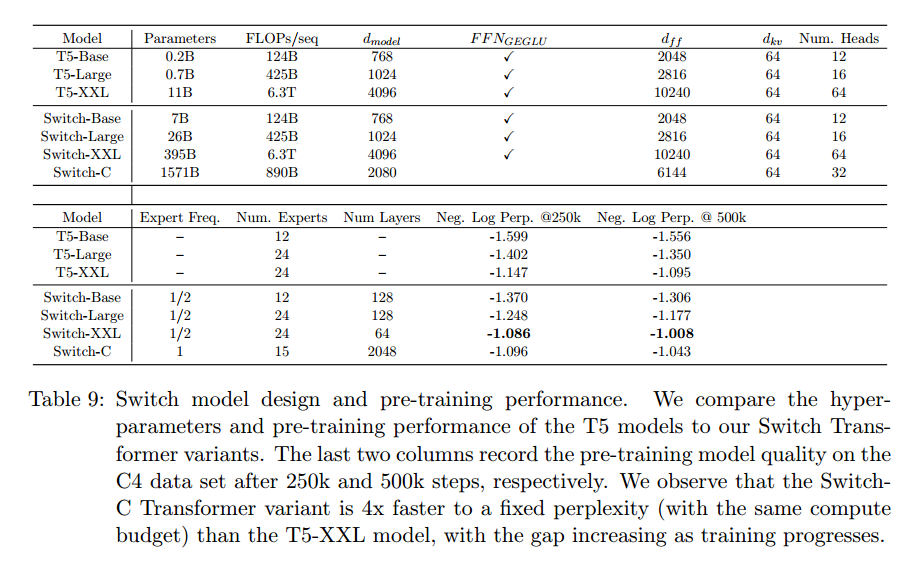 Model Parameters FLOPs/seq d_model FFN_GEGLU d_ff d_kv Num. Heads
T5-Base 0.2B 124B 768 ✓ 2048 64 12
T5-Large 0.7B 425B 1024 ✓ 2816 64 16
T5-XXL 11B 6.3T 4096 ✓ 10240 64 64
Switch-Base 7B 124B 768 ✓ 2048 64 12
Switch-Large 26B 425B 1024 ✓ 2816 64 16
Switch-XXL 395B 6.3T 4096 ✓ 10240 64 64
Switch-C 1571B 890B 2080 6144 64 32
Model Expert Freq. Num. Experts Num Layers Neg. Log Perp. @250k Neg. Log Perp. @ 500k
T5-Base – 12 – -1.599 -1.556
T5-Large – 24 – -1.402 -1.350
T5-XXL – 24 – -1.147 -1.095
Switch-Base 1/2 12 128 -1.370 -1.306
Switch-Large 1/2 24 128 -1.248 -1.177
Switch-XXL 1/2 24 64 -1.086 -1.008
Switch-C 1 15 2048 -1.096 -1.043
Table 9: Switch model design and pre-training performance. We compare the hyper-
parameters and pre-training performance of the T5 models to our Switch Trans-
former variants. The last two columns record the pre-training model quality on the
C4 data set after 250k and 500k steps, respectively. We observe that the Switch-
C Transformer variant is 4x faster to a fixed perplexity (with the same compute
budget) than the T5-XXL model, with the gap increasing as training progresses.